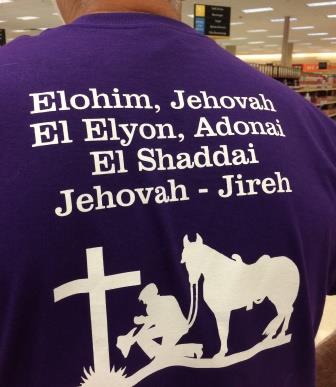 Elohim, Jehovah
El Elyon, Adonai
El Shaddai
Jehovah - Jireh